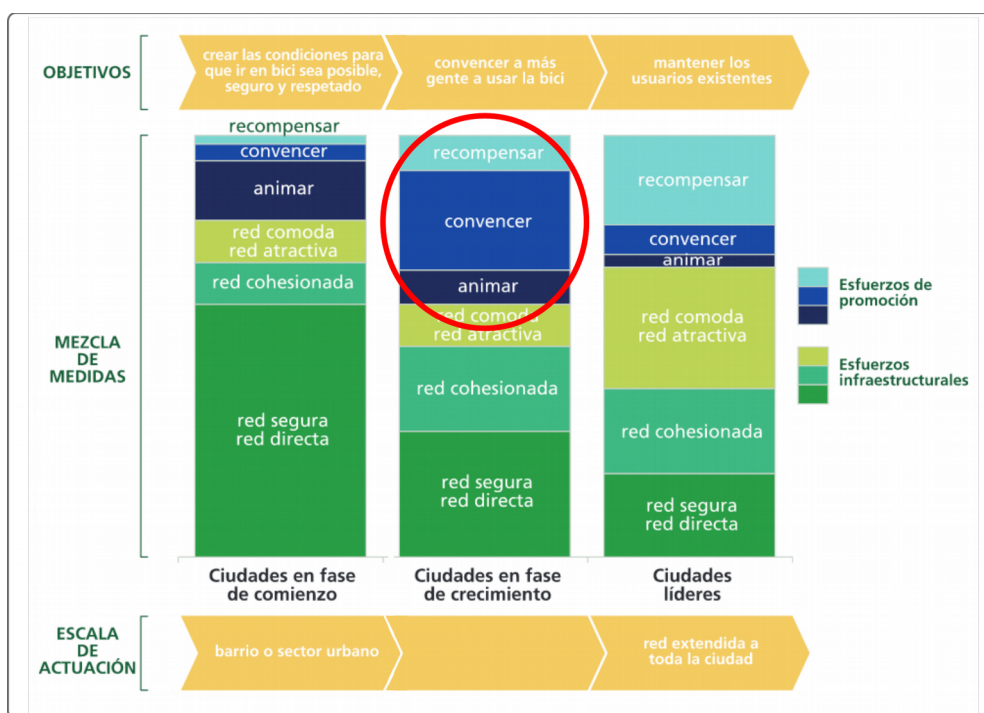 OBJETIVOS
crear las condiciones para
que ir en bici sea posible,
seguro y respetado
convencer a más
gente a usar la bici
mantener los
usuarios existentes
MEZCLA
DE
MEDIDAS
recompensar
convencer
animar
red comoda
red atractiva
red cohesionada
red segura
red directa
Ciudades en fase
de comienzo
recompensar
convencer
animar
red comoda
red atractiva
red cohesionada
red segura
red directa
Ciudades en fase
de crecimiento
recompensar
convencer
animar
red comoda
red atractiva
red cohesionada
red segura
red directa
Ciudades
líderes
Esfuerzos de
promoción
Esfuerzos
infraestructurales
ESCALA
DE
ACTUACIÓN
barrio o sector urbano
red extendida a
toda la ciudad